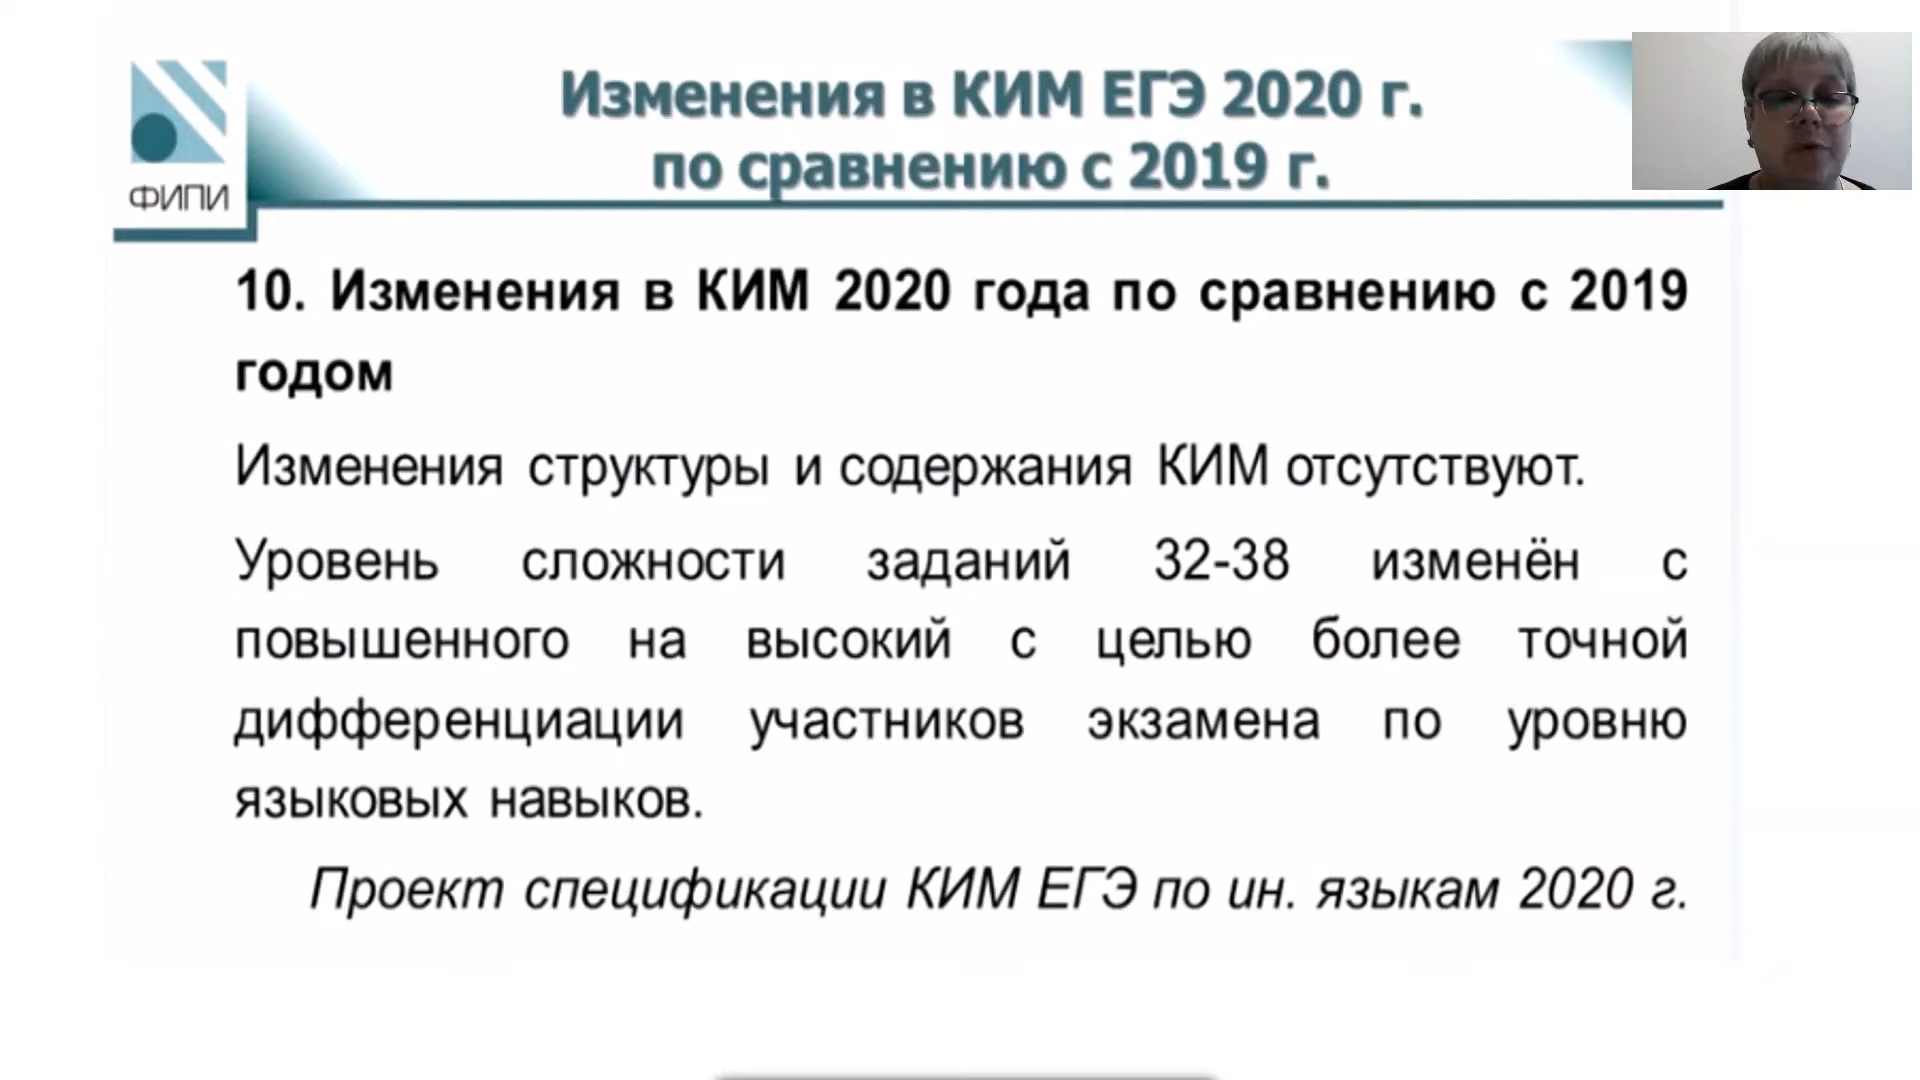 ФИПИ
Изменения в КИМ ЕГЭ 2020 г.
по сравнению с 2019 г.
10. Изменения в КИМ 2020 года по сравнению с 2019
годом
Изменения структуры и содержания КИМ отсутствуют.
Уровень сложности заданий 32-38 изменён с
повышенного на высокий с целью более точной
дифференциации участников экзамена по уровню
языковых навыков.
Проект спецификации КИМ ЕГЭ по ин. языкам 2020 г.